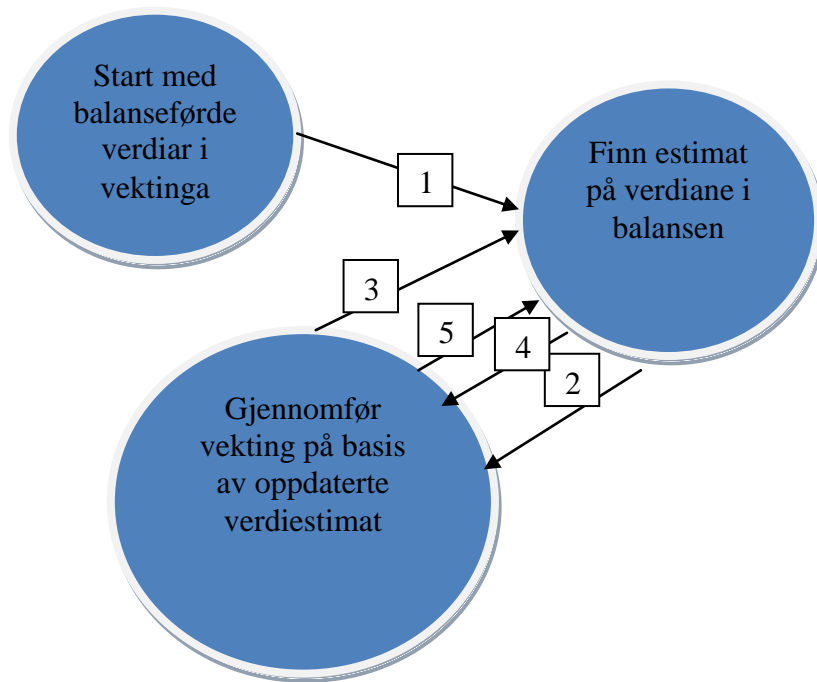 Start med
balanseførde
verdiar i
vektinga
Finn estimat
på verdiane i
balansen
1
3
5
4
2
Gjennomfør
vekting på basis
av oppdaterte
verdiestimat